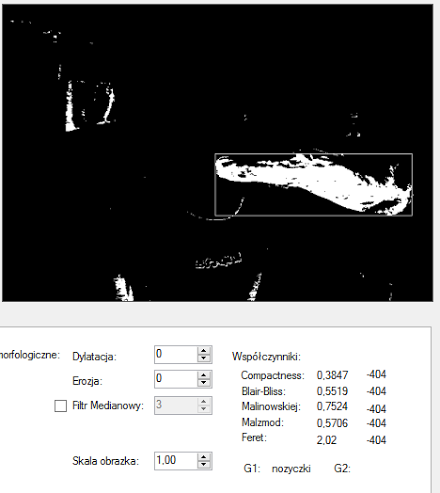 orfologiczne:
Dylatacja: 0
Współczynniki:
Erozja: 0
Compactness: 0,3847 -404
Filtr Medianowy: 3
Blair-Bliss: 0,5519 -404
Malinowskiej: 0,7524 -404
Malzmod: 0,5706 -404
Feret: 2,02 -404
Skala obrazka: 1,00
G1: nozyczki G2: